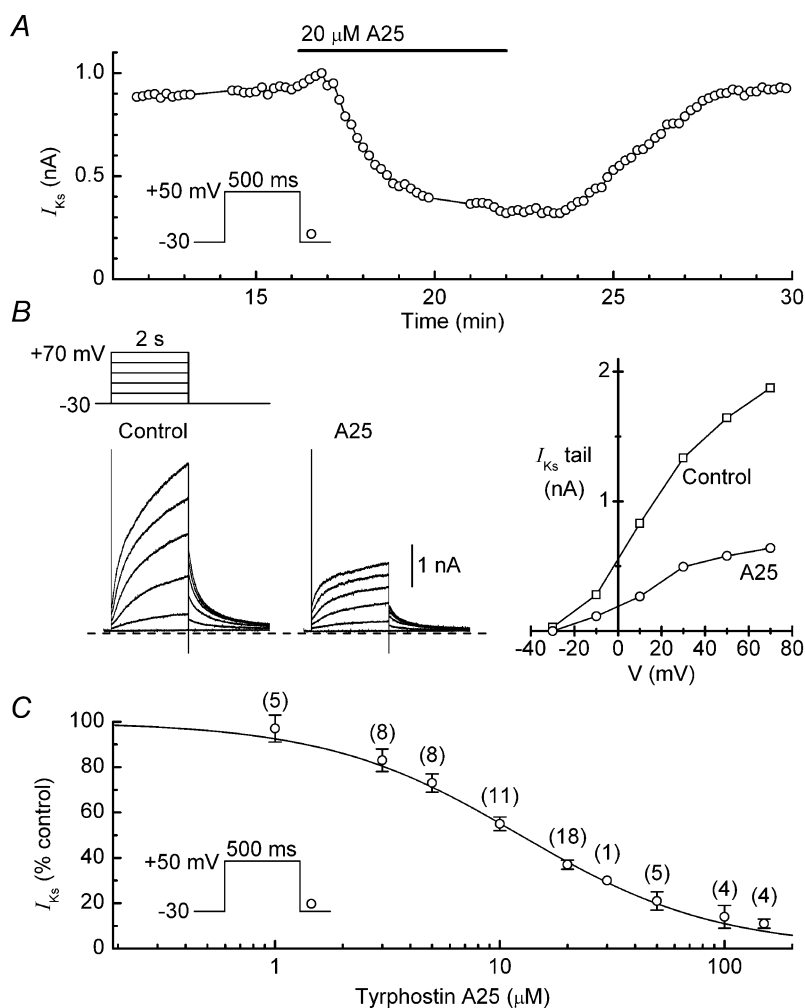 A
20 μM A25
1.0
0.5
0
I Ks (nA)
+50 mV
500 ms
-30
15
20
25
30
Time (min)
B
2 s
+70 mV
-30
Control
A25
1 nA
2
1
I Ks tail
(nA)
Control
A25
-40
-20
0
20
40
60
80
V (mV)
C
100
80
60
40
20
0
I Ks (% control)
(5)
(8)
(8)
(11)
(18)
(1)
(5)
(4)
(4)
+50 mV
500 ms
-30
1
10
100
Tyrphostin A25 (μM)